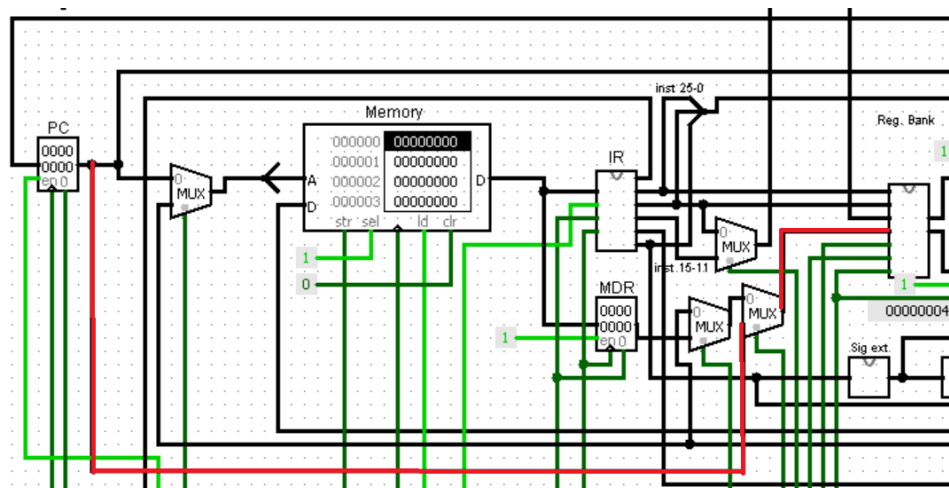 inst 25-0
Memory
Reg. Bank
PC
0000
0000
en 0
000000 00000000
000001 00000000
000002 00000000
000003 00000000
A
D
D
str sel ld clr
IR
1
0
MUX
0
MUX
0
inst 15-11
1
0
MDR
0000
0000
en 0
1
0
MUX
0
MUX
1
00000004
Sig ext.